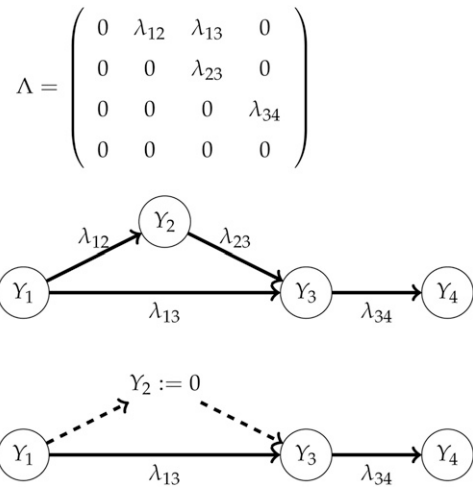 Λ = ( 0 λ₁₂ λ₁₃ 0
0 0 λ₂₃ 0
0 0 0 λ₃₄
0 0 0 0 )
Y₂
λ₁₂ λ₂₃
Y₁ Y₃ Y₄
λ₁₃ λ₃₄
Y₂ := 0
Y₁ Y₃ Y₄
λ₁₃ λ₃₄